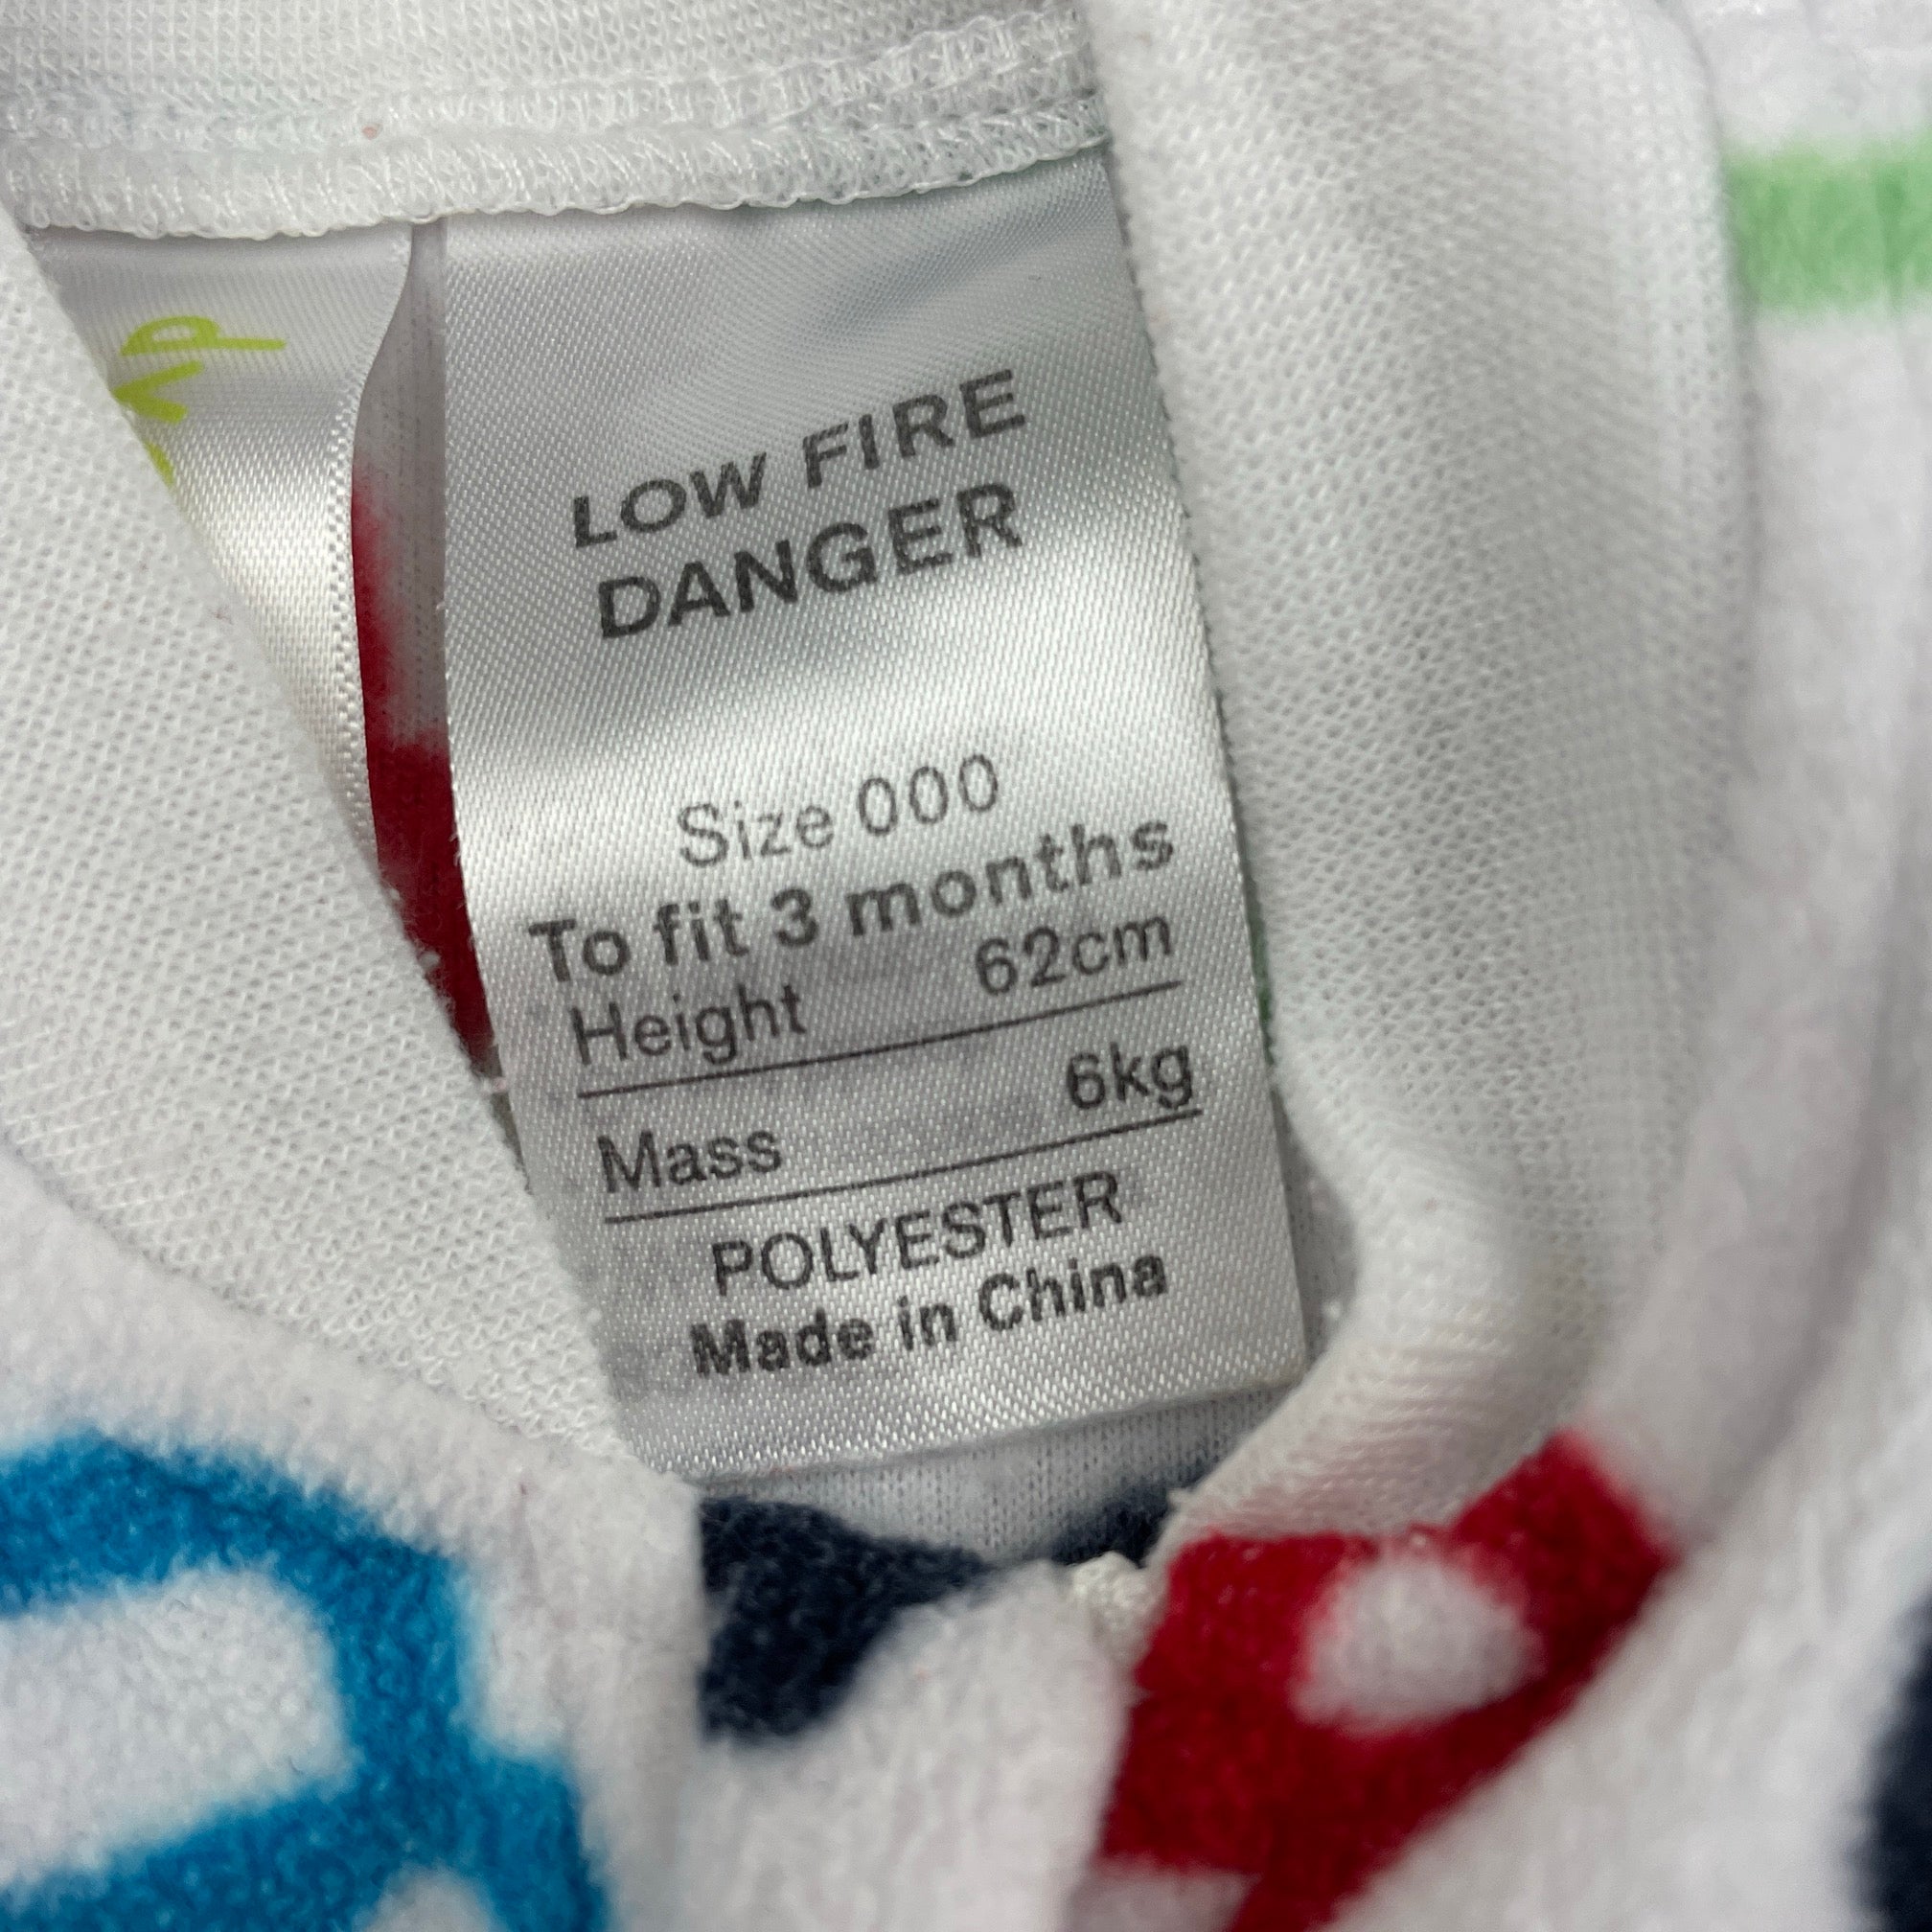 LOW FIRE
DANGER
Size 000
To fit 3 months
Height 62cm
Mass 6kg
POLYESTER
Made in China